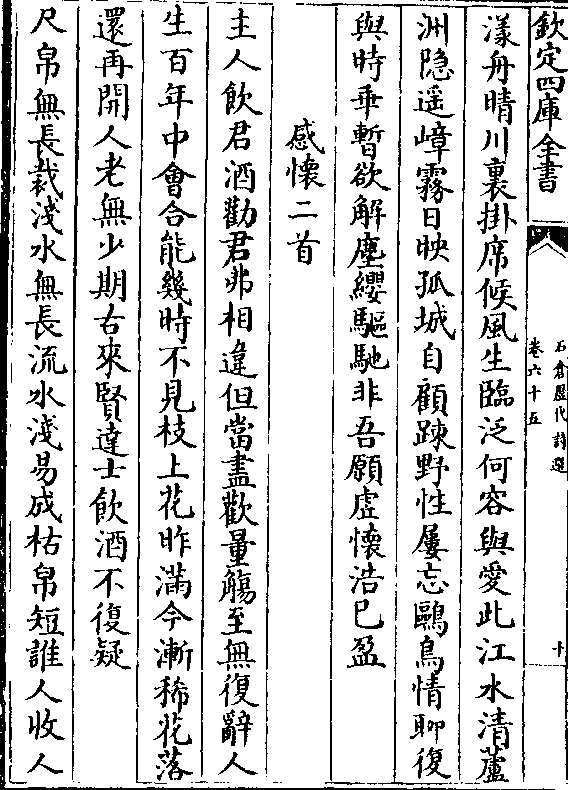 欽定四庫全書
石倉歷代詩選
卷六十五
十
漾舟晴川裏掛席候風生臨泛何容與愛此江水清蘆
洲隐遥嶂霧日映孤城自顧踈野性屢忘鷗鳥情聊復
與時乖暫欲解塵纓驅馳非吾願虚懷浩已盈
感懷二首
主人飲君酒勸君弗相違但當盡歡量觴至無復辭人
生百年中會合能幾時不見枝上花昨滿今漸稀花落
還再開人老無少期古來賢達士飲酒不復疑
尺帛無長裁淺水無長流水淺易成枯帛短誰人收人